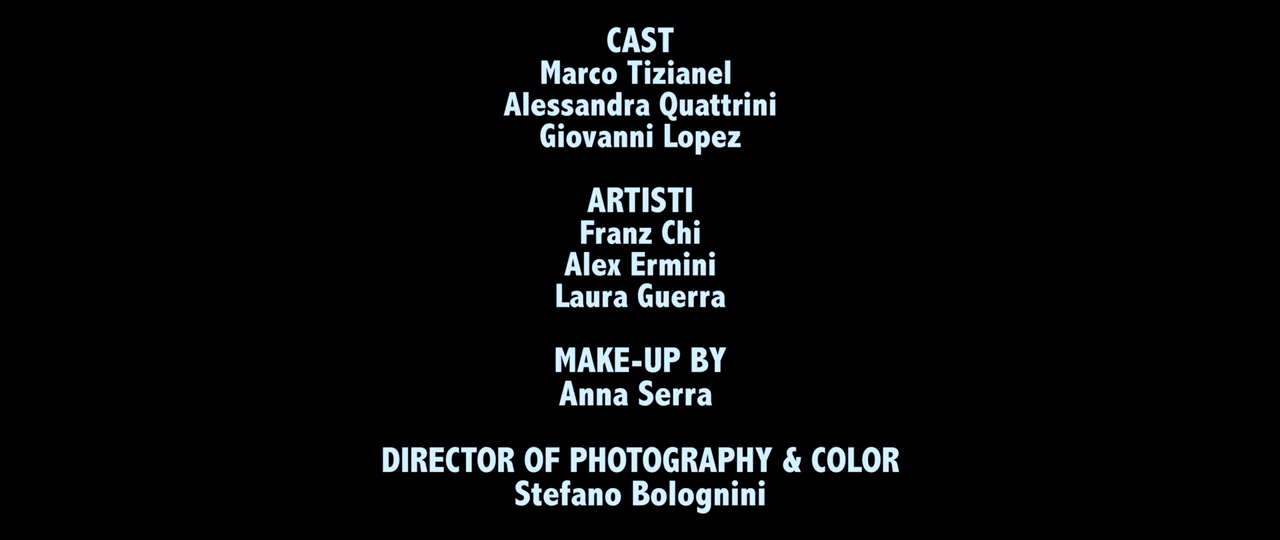 CAST
Marco Tizianel
Alessandra Quattrini
Giovanni Lopez
ARTISTI
Franz Chi
Alex Ermini
Laura Guerra
MAKE-UP BY
Anna Serra
DIRECTOR OF PHOTOGRAPHY & COLOR
Stefano Bolognini